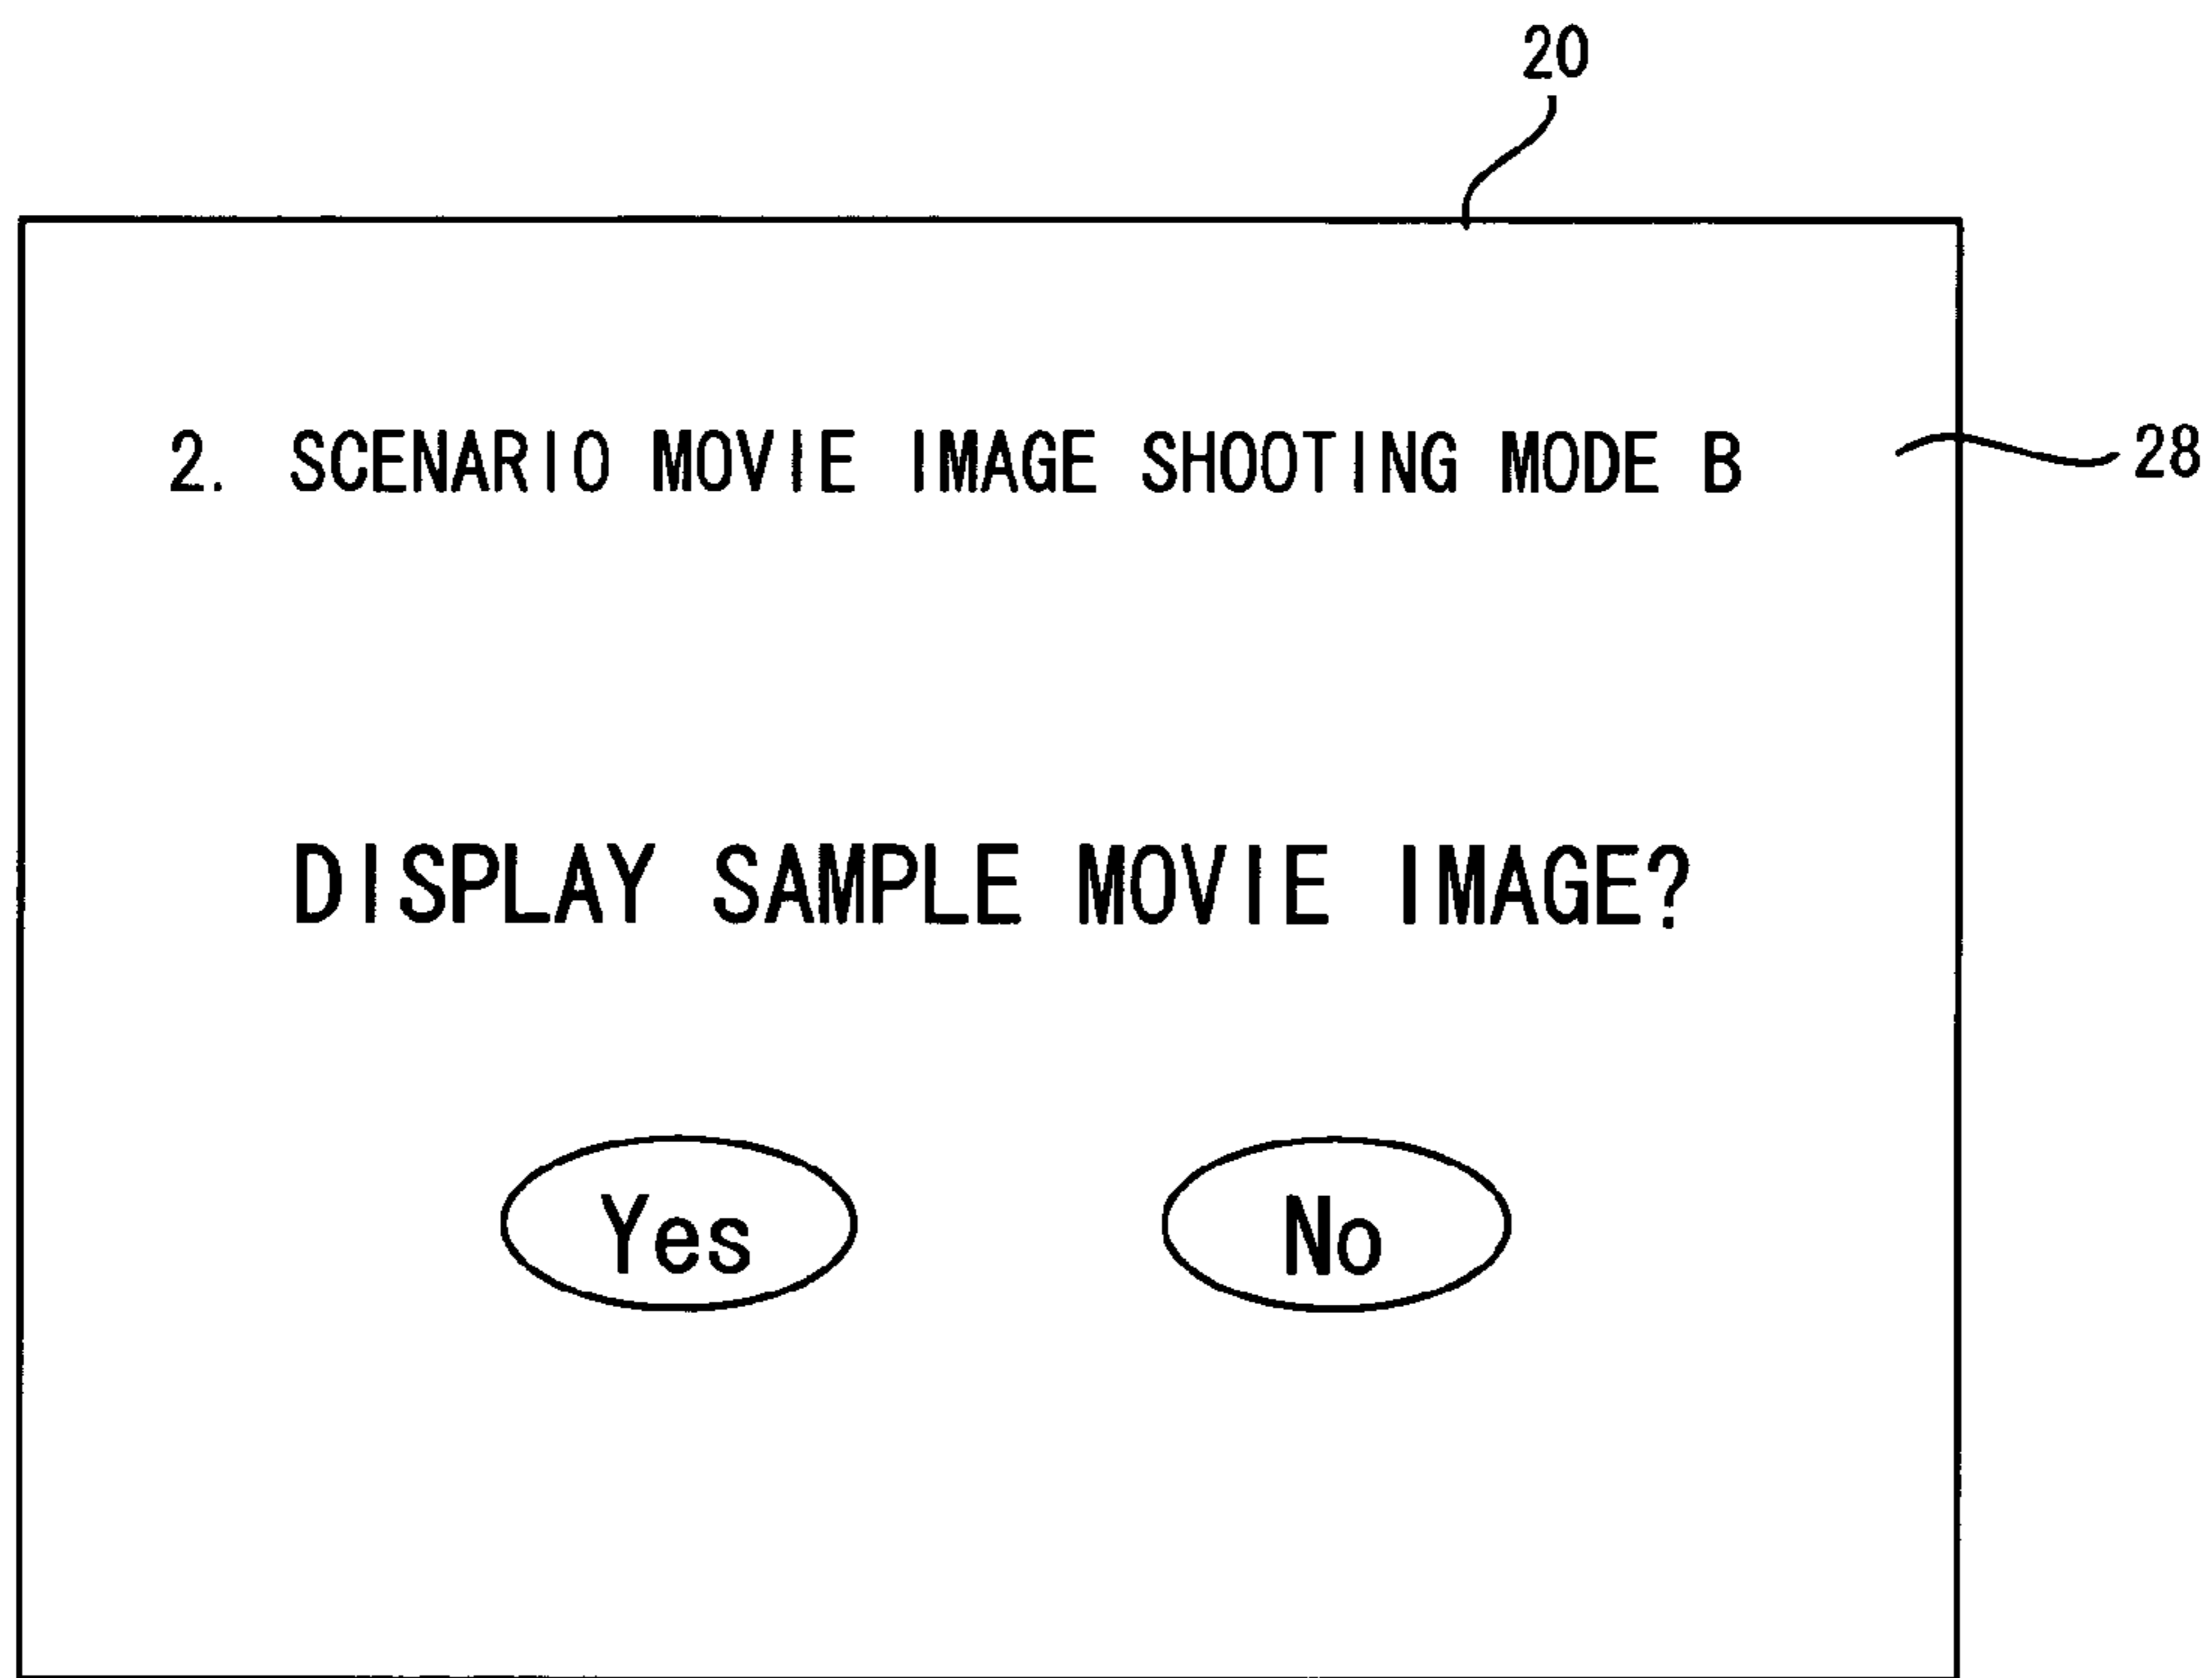 20
2. SCENARIO MOVIE IMAGE SHOOTING MODE B
28
DISPLAY SAMPLE MOVIE IMAGE?
Yes No